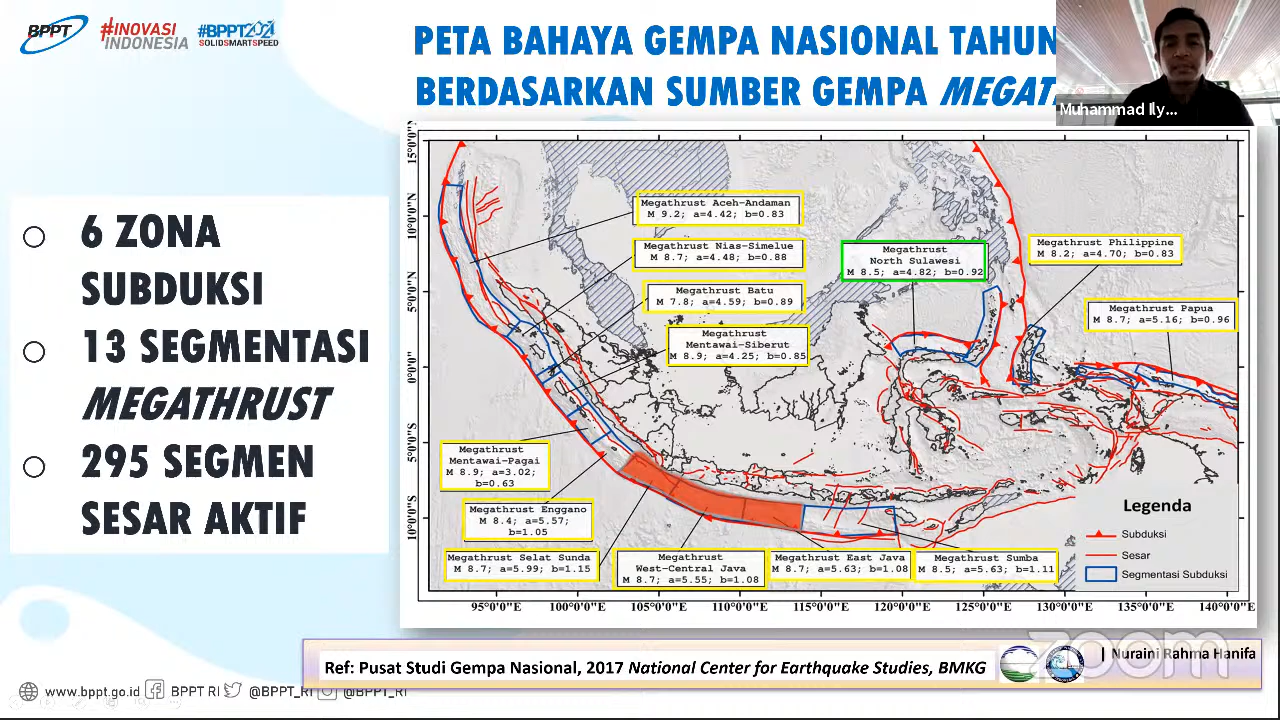 BPPT
#INOVASI
INDONESIA
#BPPT2021
SOLIDSMARTSPEED
PETA BAHAYA GEMPA NASIONAL TAHUN
BERDASARKAN SUMBER GEMPA MEGAT
Muhammad Ily...
6 ZONA
SUBDUKSI
13 SEGMENTASI
MEGATHRUST
295 SEGMEN
SESAR AKTIF
15°0'0"N
10°0'0"N
5°0'0"N
0°0'0"
5°0'0"S
10°0'0"S
Megathrust Aceh-Andaman
M 9.2; a=4.42; b=0.83
Megathrust Nias-Simelue
M 8.7; a=4.48; b=0.88
Megathrust Batu
M 7.8; a=4.59; b=0.89
Megathrust
Mentawai-Siberut
M 8.9; a=4.25; b=0.85
Megathrust
North Sulawesi
M 8.5; a=4.82; b=0.92
Megathrust Philippine
M 8.2; a=4.70; b=0.83
Megathrust Papua
M 8.7; a=5.16; b=0.96
Megathrust
Mentawai-Pagai
M 8.9; a=3.02;
b=0.63
Megathrust Enggano
M 8.4; a=5.57;
b=1.05
Megathrust Selat Sunda
M 8.7; a=5.99; b=1.15
Megathrust
West-Central Java
M 8.7; a=5.55; b=1.08
Megathrust East Java
M 8.7; a=5.63; b=1.08
Megathrust Sumba
M 8.5; a=5.63; b=1.11
Legenda
Subduksi
Sesar
Segmentasi Subduksi
95°0'0"E 100°0'0"E 105°0'0"E 110°0'0"E 115°0'0"E 120°0'0"E 125°0'0"E 130°0'0"E 135°0'0"E 140°0'0"E
Ref: Pusat Studi Gempa Nasional, 2017 National Center for Earthquake Studies, BMKG
| Nuraini Rahma Hanifa
zoom
www.bppt.go.id BPPT RI @BPPT_RI @BPPT_RI